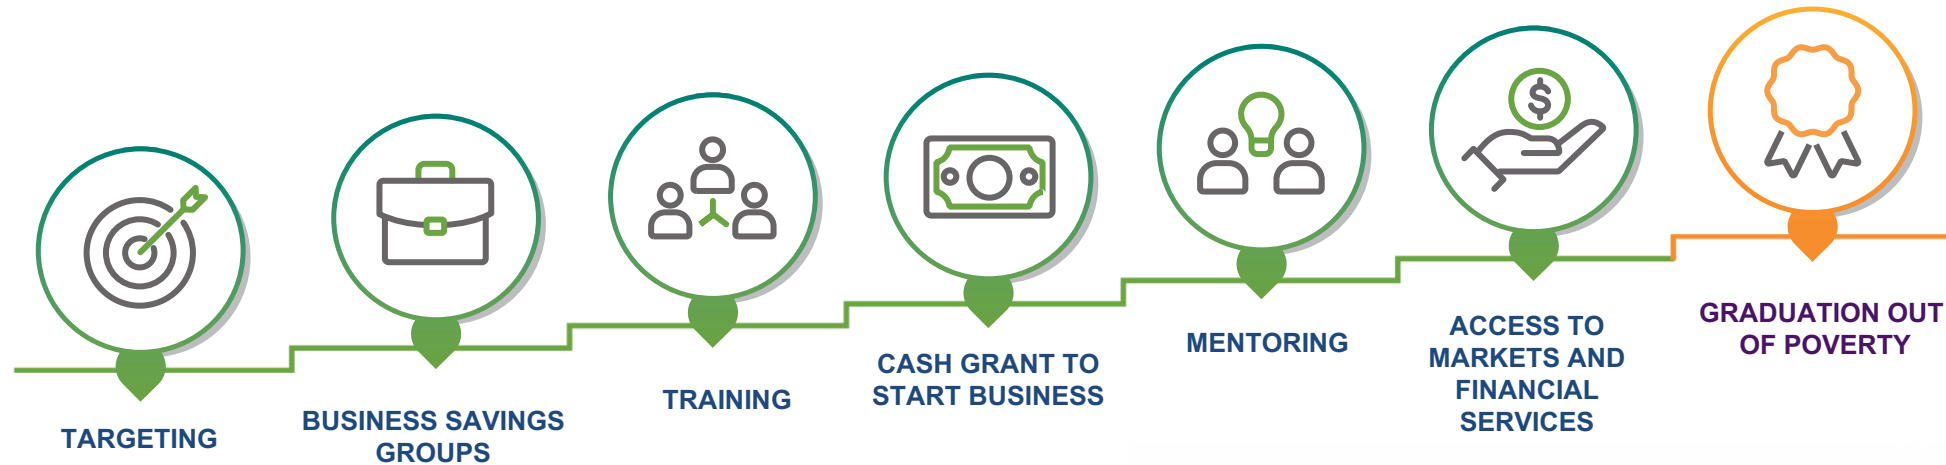 TARGETING
BUSINESS SAVINGS
GROUPS
TRAINING
CASH GRANT TO
START BUSINESS
MENTORING
$
ACCESS TO
MARKETS AND
FINANCIAL
SERVICES
GRADUATION OUT
OF POVERTY